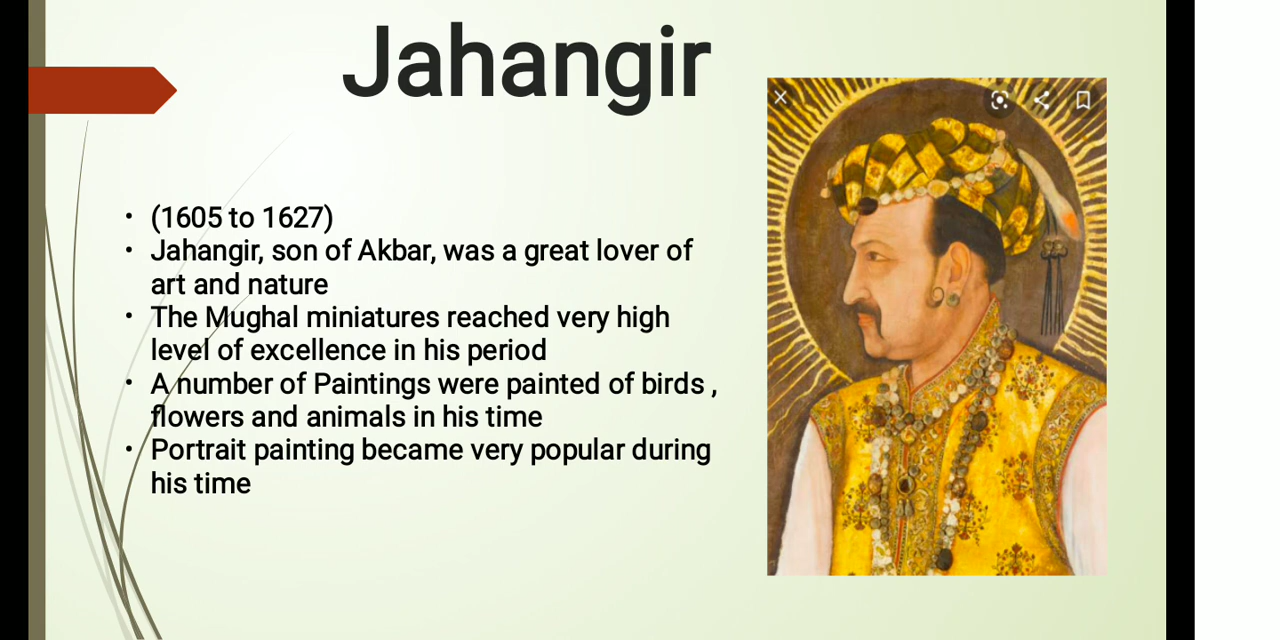 Jahangir
• (1605 to 1627)
• Jahangir, son of Akbar, was a great lover of
art and nature
• The Mughal miniatures reached very high
level of excellence in his period
• A number of Paintings were painted of birds ,
flowers and animals in his time
• Portrait painting became very popular during
his time